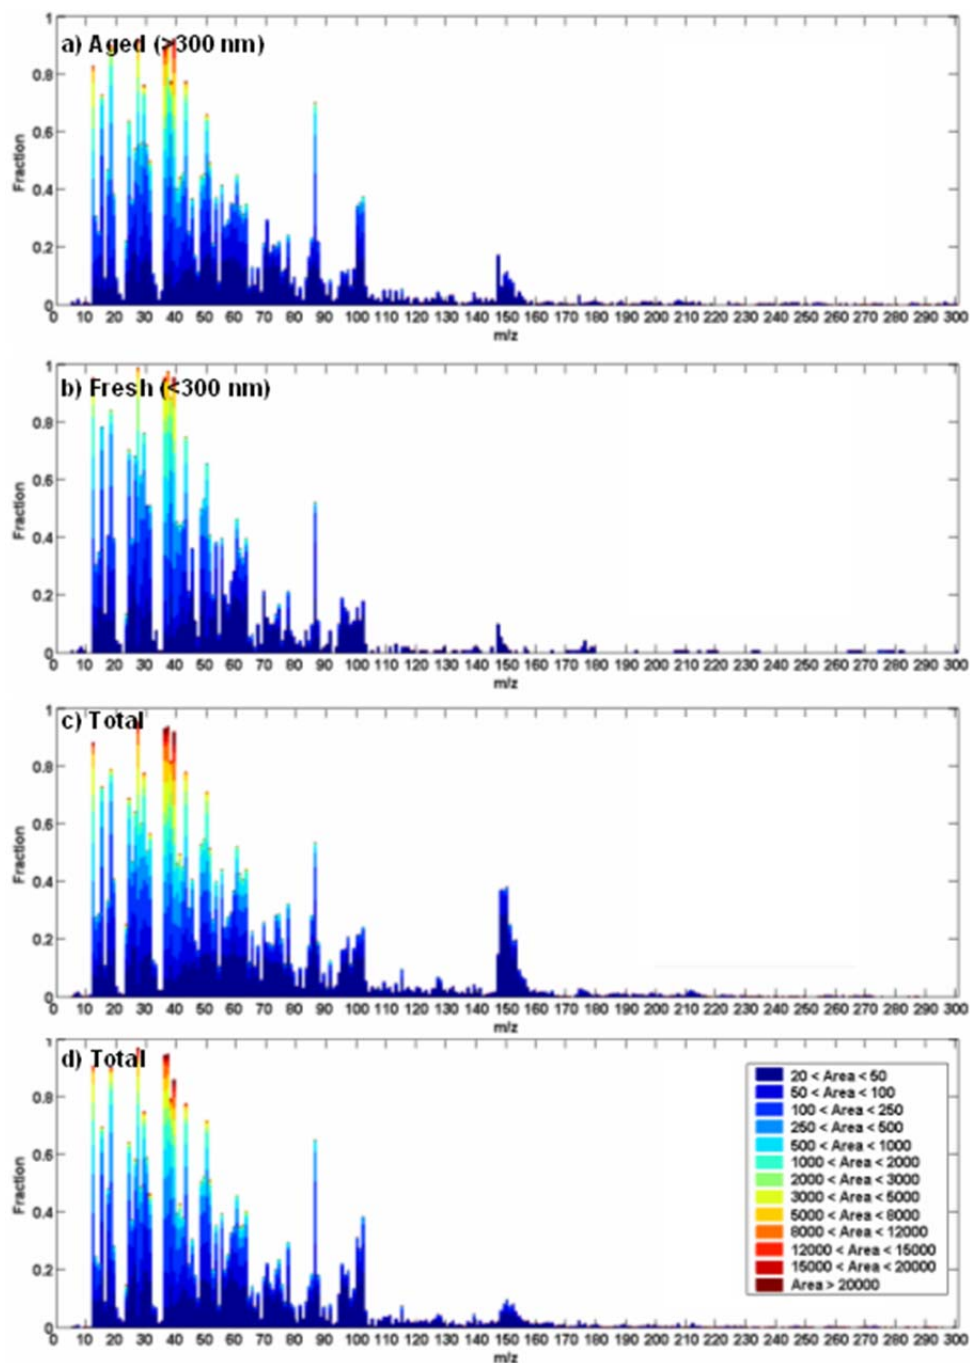 a) Aged (>300 nm)
1
0.8
0.6
0.4
0.2
0
Fraction
0 10 20 30 40 50 60 70 80 90 100 110 120 130 140 150 160 170 180 190 200 210 220 230 240 250 260 270 280 290 300
m/z
b) Fresh (<300 nm)
1
0.8
0.6
0.4
0.2
0
Fraction
0 10 20 30 40 50 60 70 80 90 100 110 120 130 140 150 160 170 180 190 200 210 220 230 240 250 260 270 280 290 300
m/z
c) Total
1
0.8
0.6
0.4
0.2
0
Fraction
0 10 20 30 40 50 60 70 80 90 100 110 120 130 140 150 160 170 180 190 200 210 220 230 240 250 260 270 280 290 300
m/z
d) Total
1
0.8
0.6
0.4
0.2
0
Fraction
20 < Area < 50
50 < Area < 100
100 < Area < 250
250 < Area < 500
500 < Area < 1000
1000 < Area < 2000
2000 < Area < 3000
3000 < Area < 5000
5000 < Area < 8000
8000 < Area < 12000
12000 < Area < 15000
15000 < Area < 20000
Area > 20000
0 10 20 30 40 50 60 70 80 90 100 110 120 130 140 150 160 170 180 190 200 210 220 230 240 250 260 270 280 290 300
m/z